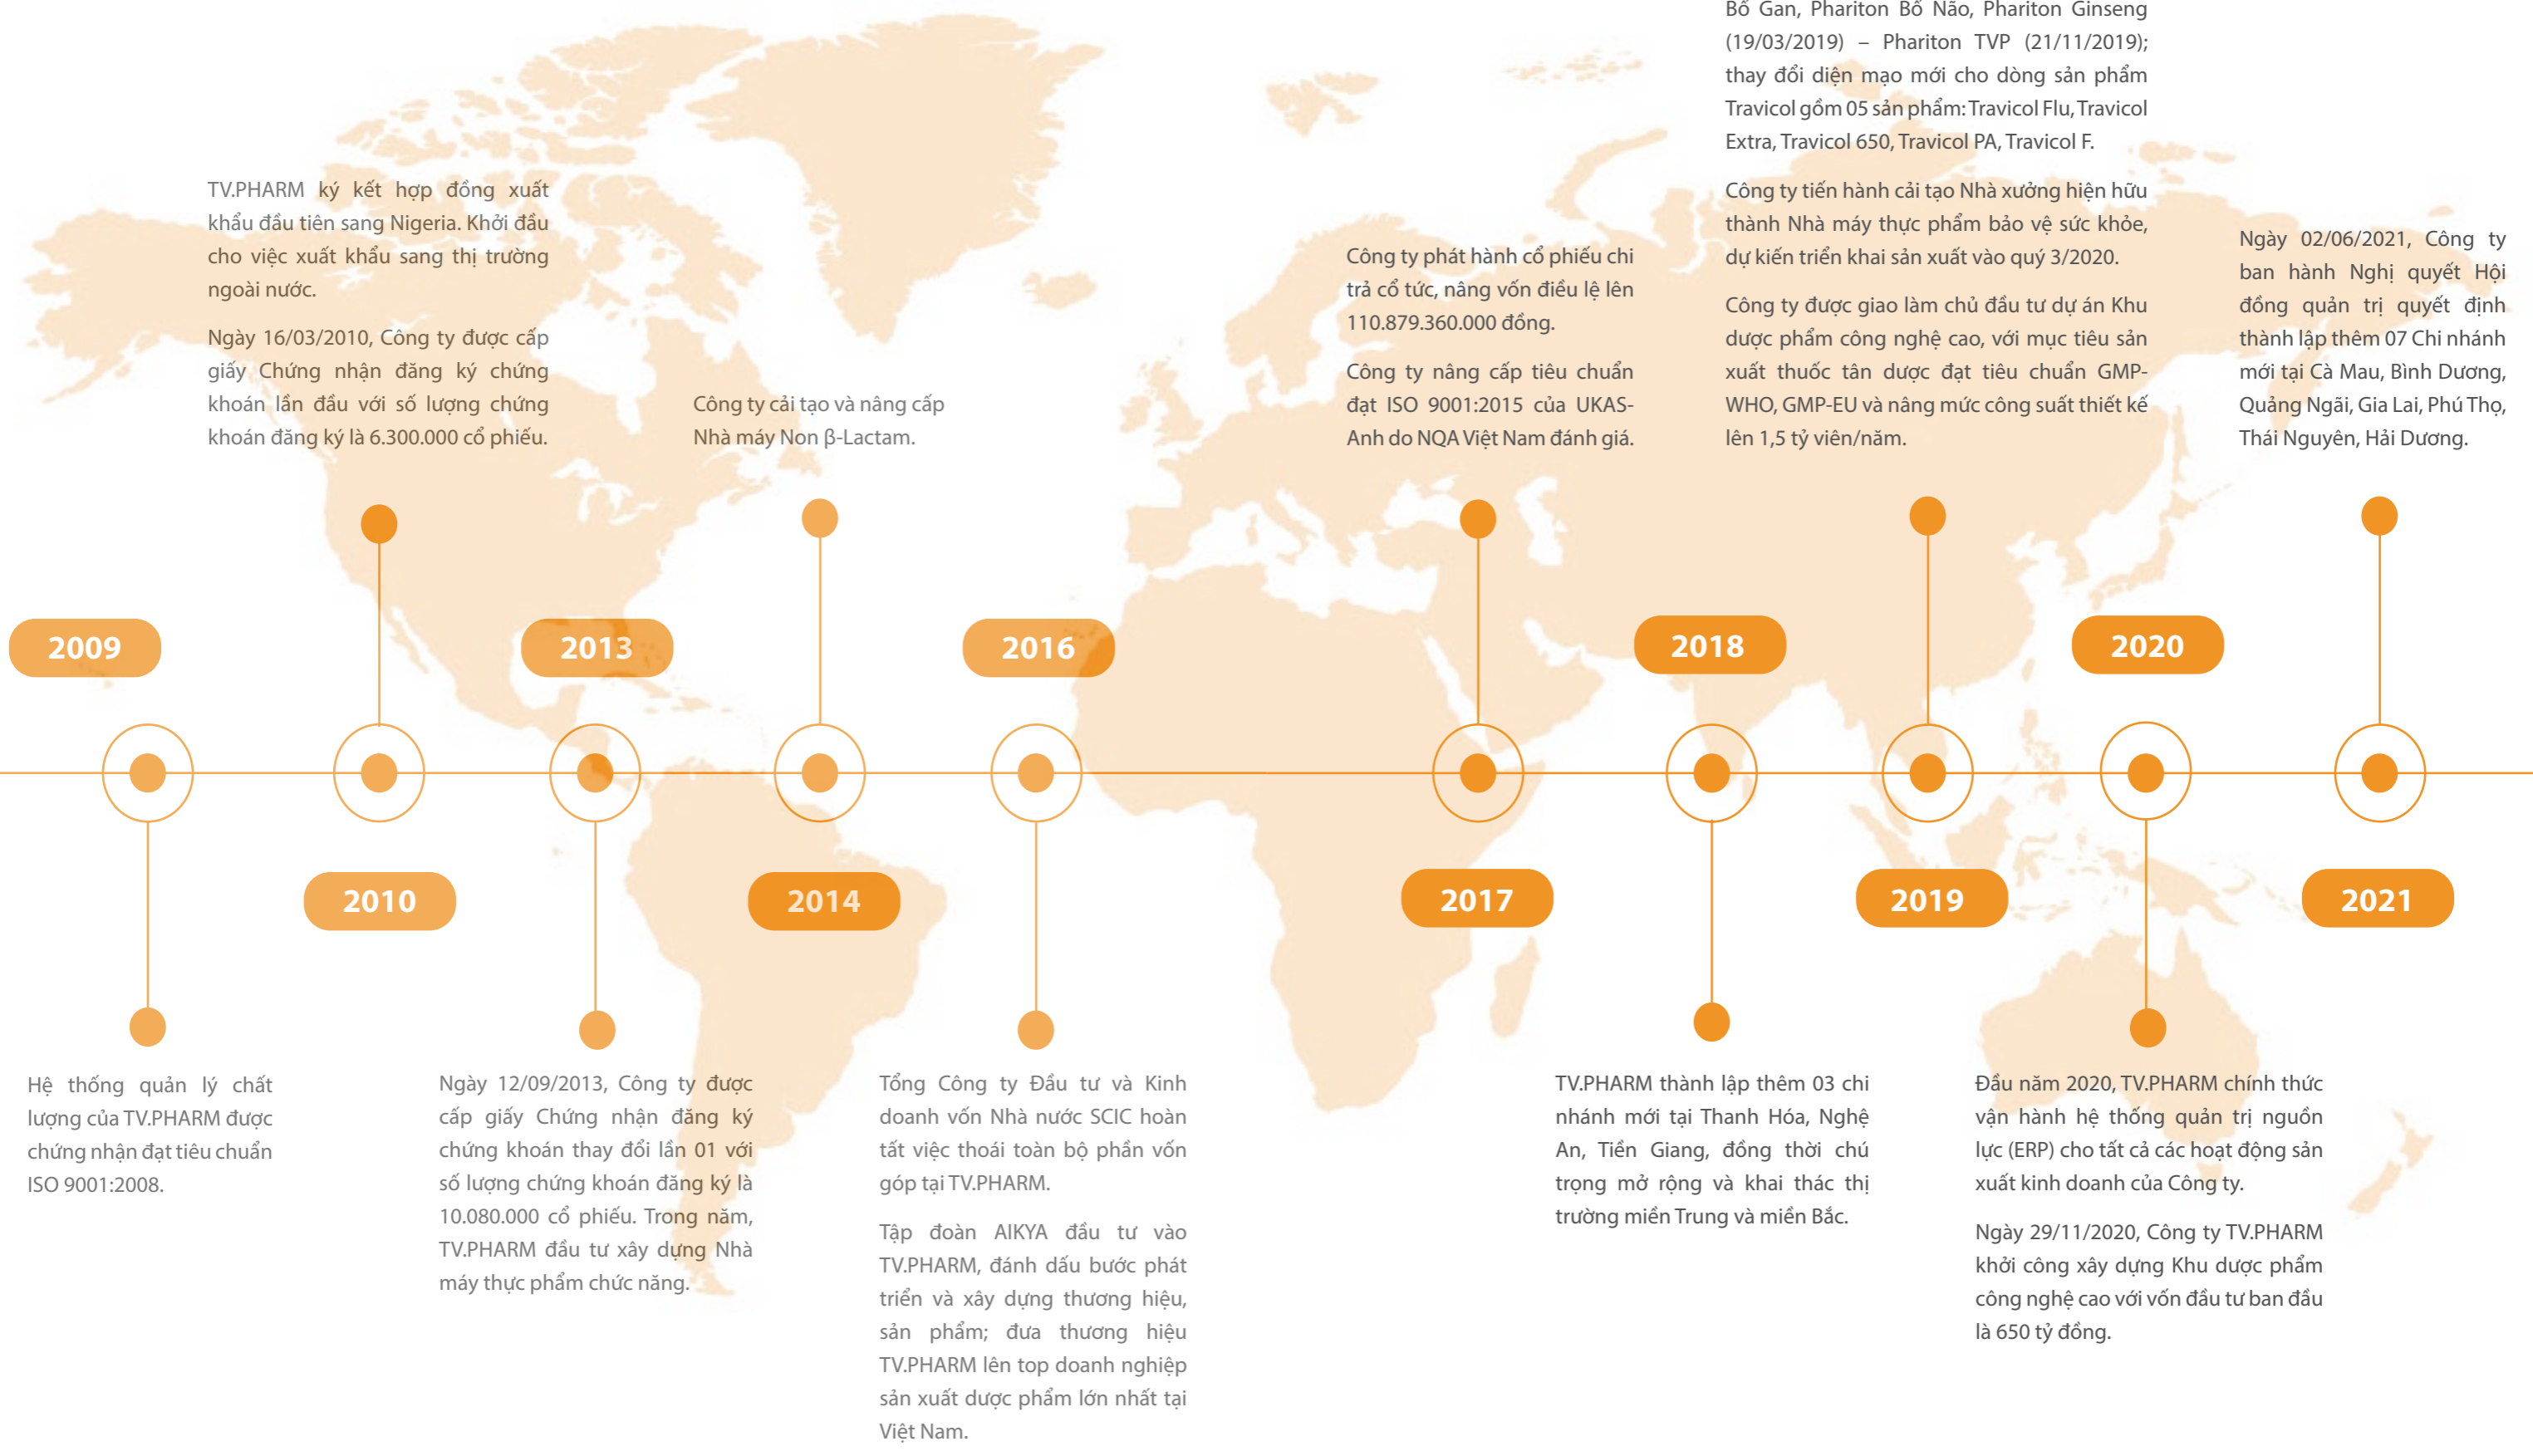 2009
Hệ thống quản lý chất
lượng của TV.PHARM được
chứng nhận đạt tiêu chuẩn
ISO 9001:2008.
TV.PHARM ký kết hợp đồng xuất
khẩu đầu tiên sang Nigeria. Khởi đầu
cho việc xuất khẩu sang thị trường
ngoài nước.
Ngày 16/03/2010, Công ty được cấp
giấy Chứng nhận đăng ký chứng
khoán lần đầu với số lượng chứng
khoán đăng ký là 6.300.000 cổ phiếu.
2010
2013
Ngày 12/09/2013, Công ty được
cấp giấy Chứng nhận đăng ký
chứng khoán thay đổi lần 01 với
số lượng chứng khoán đăng ký là
10.080.000 cổ phiếu. Trong năm,
TV.PHARM đầu tư xây dựng Nhà
máy thực phẩm chức năng.
Công ty cải tạo và nâng cấp
Nhà máy Non β-Lactam.
2014
2016
Tổng Công ty Đầu tư và Kinh
doanh vốn Nhà nước SCIC hoàn
tất việc thoái toàn bộ phần vốn
góp tại TV.PHARM.
Tập đoàn AIKYA đầu tư vào
TV.PHARM, đánh dấu bước phát
triển và xây dựng thương hiệu,
sản phẩm; đưa thương hiệu
TV.PHARM lên top doanh nghiệp
sản xuất dược phẩm lớn nhất tại
Việt Nam.
Công ty phát hành cổ phiếu chi
trả cổ tức, nâng vốn điều lệ lên
110.879.360.000 đồng.
Công ty nâng cấp tiêu chuẩn
đạt ISO 9001:2015 của UKAS-
Anh do NQA Việt Nam đánh giá.
2017
2018
TV.PHARM thành lập thêm 03 chi
nhánh mới tại Thanh Hóa, Nghệ
An, Tiền Giang, đồng thời chú
trọng mở rộng và khai thác thị
trường miền Trung và miền Bắc.
Bổ Gan, Phariton Bổ Não, Phariton Ginseng
(19/03/2019) – Phariton TVP (21/11/2019);
thay đổi diện mạo mới cho dòng sản phẩm
Travicol gồm 05 sản phẩm: Travicol Flu, Travicol
Extra, Travicol 650, Travicol PA, Travicol F.
Công ty tiến hành cải tạo Nhà xưởng hiện hữu
thành Nhà máy thực phẩm bảo vệ sức khỏe,
dự kiến triển khai sản xuất vào quý 3/2020.
Công ty được giao làm chủ đầu tư dự án Khu
dược phẩm công nghệ cao, với mục tiêu sản
xuất thuốc tân dược đạt tiêu chuẩn GMP-
WHO, GMP-EU và nâng mức công suất thiết kế
lên 1,5 tỷ viên/năm.
2019
2020
Đầu năm 2020, TV.PHARM chính thức
vận hành hệ thống quản trị nguồn
lực (ERP) cho tất cả các hoạt động sản
xuất kinh doanh của Công ty.
Ngày 29/11/2020, Công ty TV.PHARM
khởi công xây dựng Khu dược phẩm
công nghệ cao với vốn đầu tư ban đầu
là 650 tỷ đồng.
Ngày 02/06/2021, Công ty
ban hành Nghị quyết Hội
đồng quản trị quyết định
thành lập thêm 07 Chi nhánh
mới tại Cà Mau, Bình Dương,
Quảng Ngãi, Gia Lai, Phú Thọ,
Thái Nguyên, Hải Dương.
2021